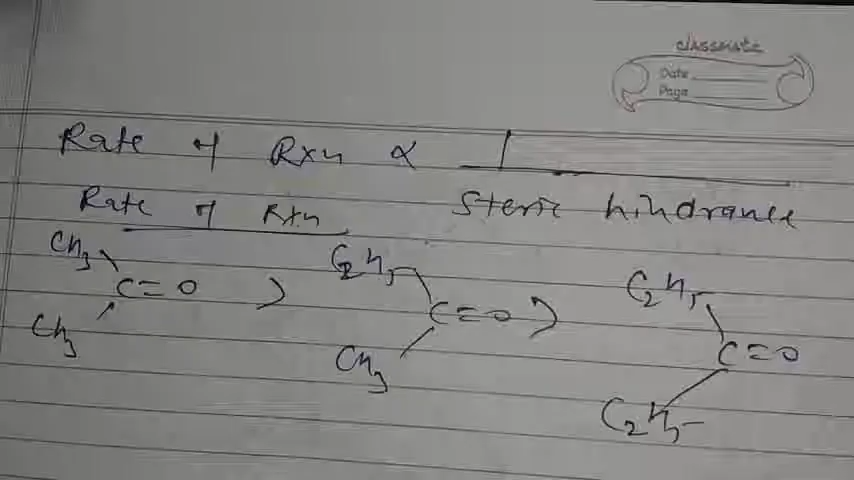 classmate
Date
Page
Rate of Rxn ∝ 1
Steric hindrance
Rate of Rxn
CH3 C2H5 C2H5
C=O > C=O > C=O
CH3 CH3 C2H5